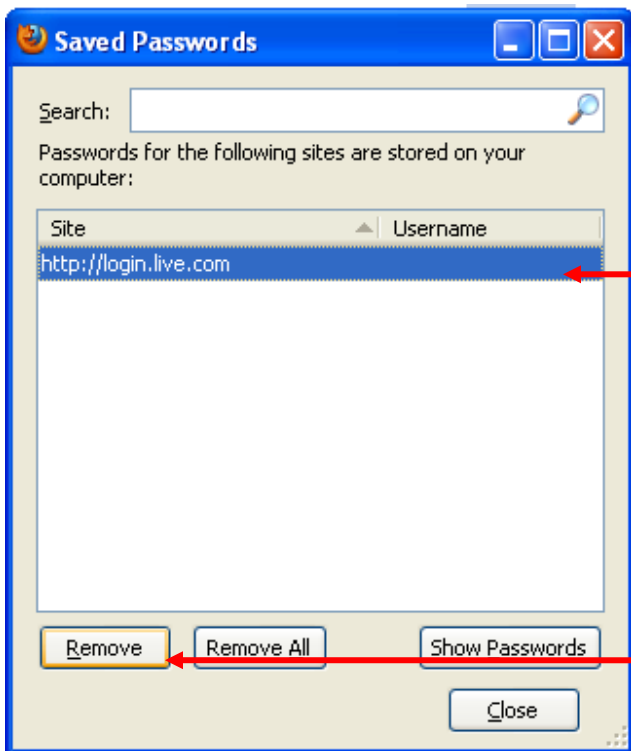 Saved Passwords
Search:
Passwords for the following sites are stored on your
computer:
Site Username
http://login.live.com
Remove Remove All Show Passwords
Close